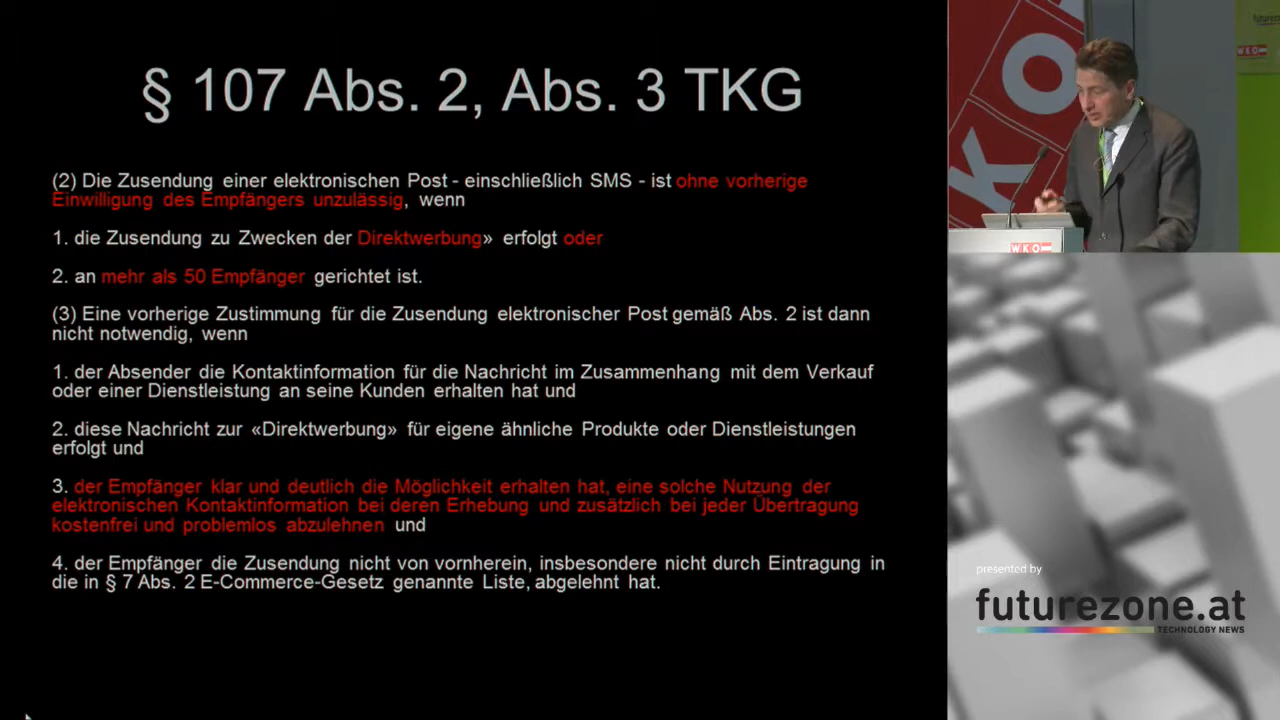 § 107 Abs. 2, Abs. 3 TKG
(2) Die Zusendung einer elektronischen Post - einschließlich SMS - ist ohne vorherige
Einwilligung des Empfängers unzulässig, wenn
1. die Zusendung zu Zwecken der Direktwerbung» erfolgt oder
2. an mehr als 50 Empfänger gerichtet ist.
(3) Eine vorherige Zustimmung für die Zusendung elektronischer Post gemäß Abs. 2 ist dann
nicht notwendig, wenn
1. der Absender die Kontaktinformation für die Nachricht im Zusammenhang mit dem Verkauf
oder einer Dienstleistung an seine Kunden erhalten hat und
2. diese Nachricht zur «Direktwerbung» für eigene ähnliche Produkte oder Dienstleistungen
erfolgt und
3. der Empfänger klar und deutlich die Möglichkeit erhalten hat, eine solche Nutzung der
elektronischen Kontaktinformation bei deren Erhebung und zusätzlich bei jeder Übertragung
kostenfrei und problemlos abzulehnen und
4. der Empfänger die Zusendung nicht von vornherein, insbesondere nicht durch Eintragung in
die in § 7 Abs. 2 E-Commerce-Gesetz genannte Liste, abgelehnt hat.
KO
WKO
WKO
presented by
futurezone.at
TECHNOLOGY NEWS